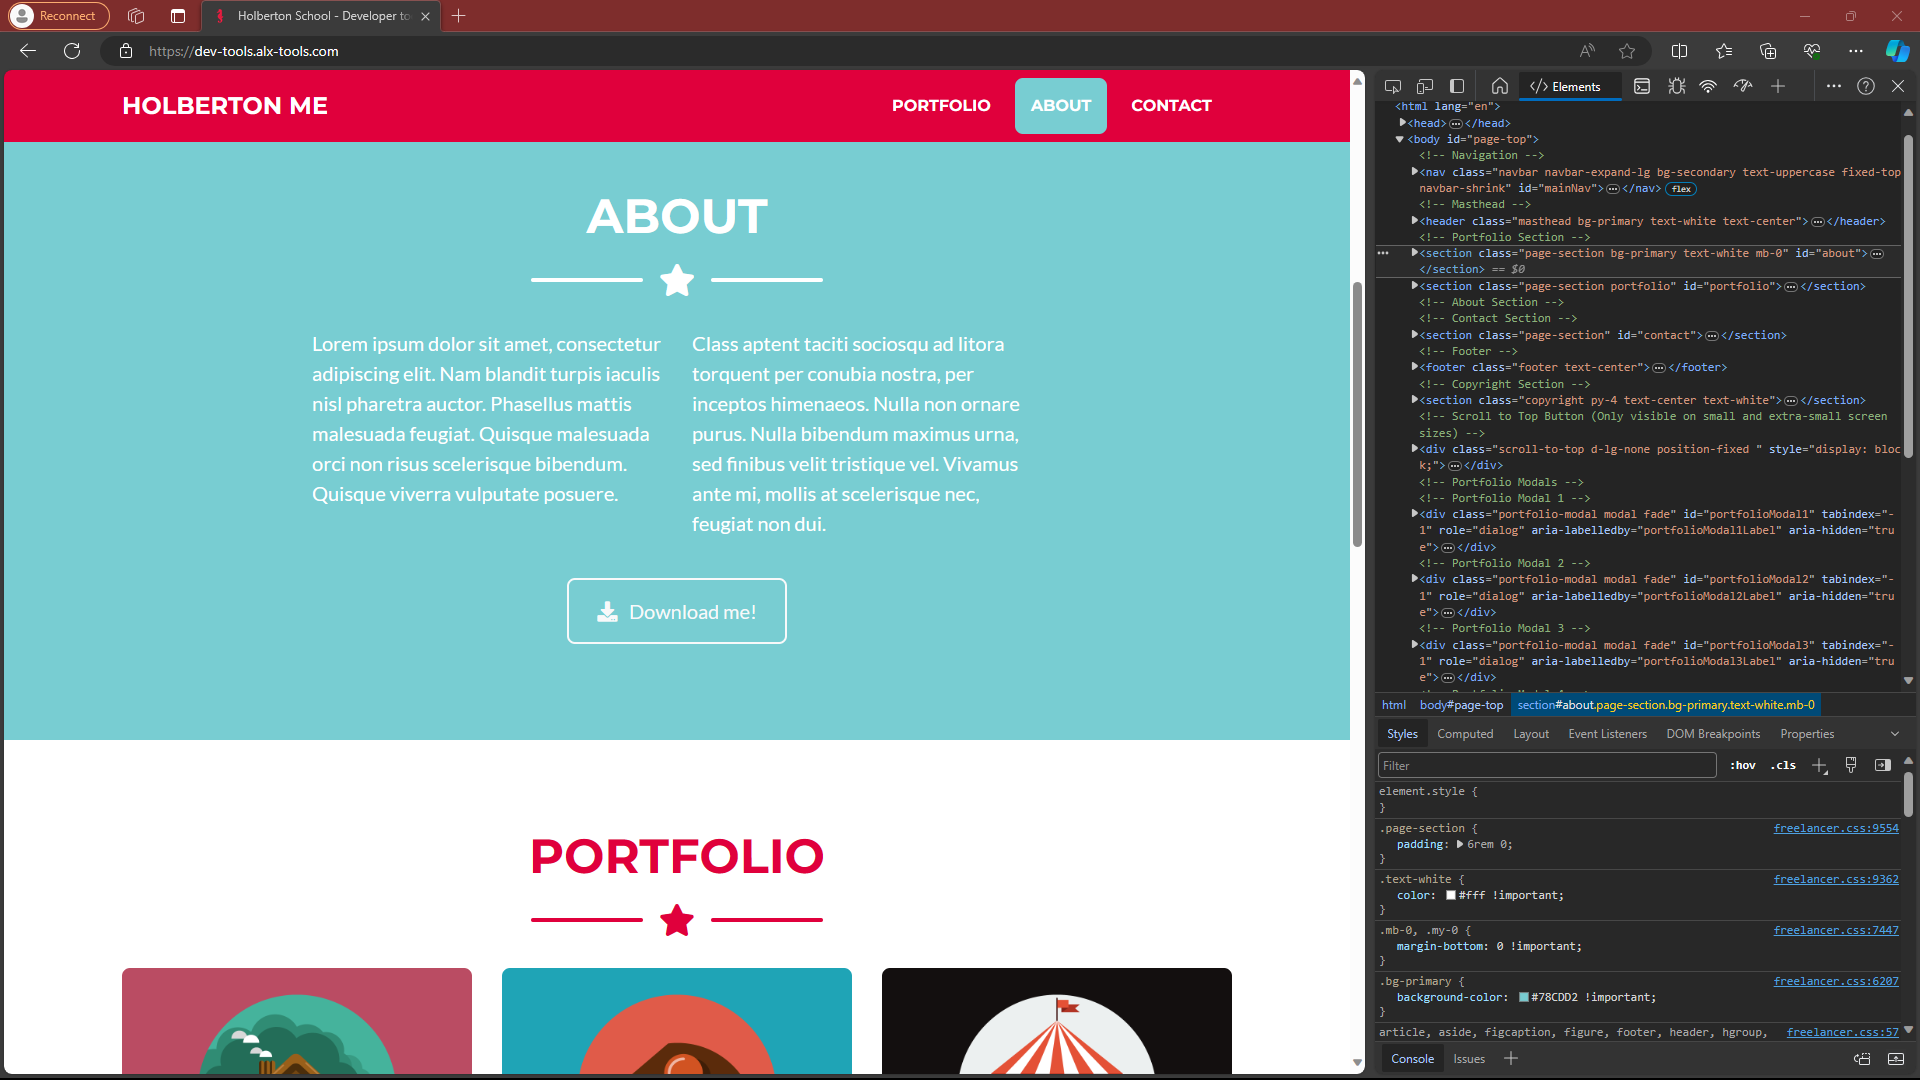 Reconnect
Holberton School - Developer to
https://dev-tools.alx-tools.com
HOLBERTON ME
PORTFOLIO
ABOUT
CONTACT
ABOUT
Lorem ipsum dolor sit amet, consectetur
adipiscing elit. Nam blandit turpis iaculis
nisl pharetra auctor. Phasellus mattis
malesuada feugiat. Quisque malesuada
orci non risus scelerisque bibendum.
Quisque viverra vulputate posuere.
Class aptent taciti sociosqu ad litora
torquent per conubia nostra, per
inceptos himenaeos. Nulla non ornare
purus. Nulla bibendum maximus urna,
sed finibus velit tristique vel. Vivamus
ante mi, mollis at scelerisque nec,
feugiat non dui.
Download me!
PORTFOLIO
Elements
<html lang="en">
<head>…</head>
<body id="page-top">
<!-- Navigation -->
<nav class="navbar navbar-expand-lg bg-secondary text-uppercase fixed-top
navbar-shrink" id="mainNav">…</nav> flex
<!-- Masthead -->
<header class="masthead bg-primary text-white text-center">…</header>
<!-- Portfolio Section -->
<section class="page-section bg-primary text-white mb-0" id="about">…
</section> == $0
<section class="page-section portfolio" id="portfolio">…</section>
<!-- About Section -->
<!-- Contact Section -->
<section class="page-section" id="contact">…</section>
<!-- Footer -->
<footer class="footer text-center">…</footer>
<!-- Copyright Section -->
<section class="copyright py-4 text-center text-white">…</section>
<!-- Scroll to Top Button (Only visible on small and extra-small screen
sizes) -->
<div class="scroll-to-top d-lg-none position-fixed " style="display: bloc
k;">…</div>
<!-- Portfolio Modals -->
<!-- Portfolio Modal 1 -->
<div class="portfolio-modal modal fade" id="portfolioModal1" tabindex="-
1" role="dialog" aria-labelledby="portfolioModal1Label" aria-hidden="tru
e">…</div>
<!-- Portfolio Modal 2 -->
<div class="portfolio-modal modal fade" id="portfolioModal2" tabindex="-
1" role="dialog" aria-labelledby="portfolioModal2Label" aria-hidden="tru
e">…</div>
<!-- Portfolio Modal 3 -->
<div class="portfolio-modal modal fade" id="portfolioModal3" tabindex="-
1" role="dialog" aria-labelledby="portfolioModal3Label" aria-hidden="tru
e">…</div>
html body#page-top section#about.page-section.bg-primary.text-white.mb-0
Styles Computed Layout Event Listeners DOM Breakpoints Properties
Filter :hov .cls
element.style {
}
.page-section { freelancer.css:9554
padding: 6rem 0;
}
.text-white { freelancer.css:9362
color: #fff !important;
}
.mb-0, .my-0 { freelancer.css:7447
margin-bottom: 0 !important;
}
.bg-primary { freelancer.css:6207
background-color: #78CDD2 !important;
}
article, aside, figcaption, figure, footer, header, hgroup, freelancer.css:57
Console Issues